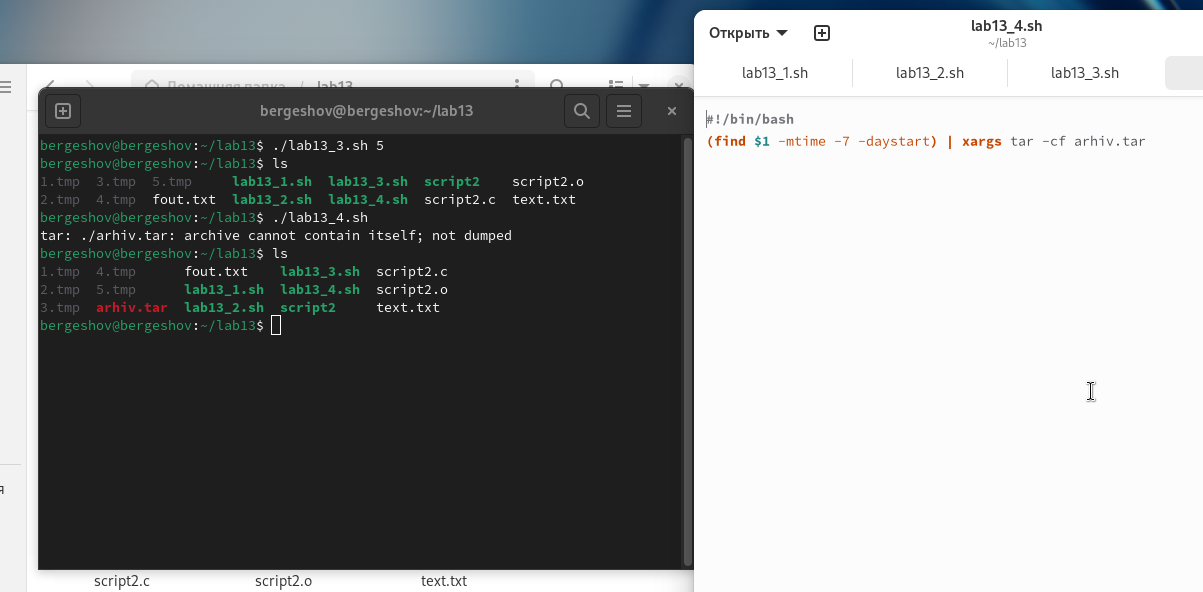 Домашняя папка / lab13
bergeshov@bergeshov:~/lab13
bergeshov@bergeshov:~/lab13$ ./lab13_3.sh 5
bergeshov@bergeshov:~/lab13$ ls
1.tmp  3.tmp  5.tmp     lab13_1.sh  lab13_3.sh  script2    script2.o
2.tmp  4.tmp  fout.txt  lab13_2.sh  lab13_4.sh  script2.c  text.txt
bergeshov@bergeshov:~/lab13$ ./lab13_4.sh
tar: ./arhiv.tar: archive cannot contain itself; not dumped
bergeshov@bergeshov:~/lab13$ ls
1.tmp  4.tmp      fout.txt    lab13_3.sh  script2.c
2.tmp  5.tmp      lab13_1.sh  lab13_4.sh  script2.o
3.tmp  arhiv.tar  lab13_2.sh  script2     text.txt
bergeshov@bergeshov:~/lab13$
script2.c script2.o text.txt
Открыть
lab13_4.sh
~/lab13
lab13_1.sh lab13_2.sh lab13_3.sh
#!/bin/bash
(find $1 -mtime -7 -daystart) | xargs tar -cf arhiv.tar
я